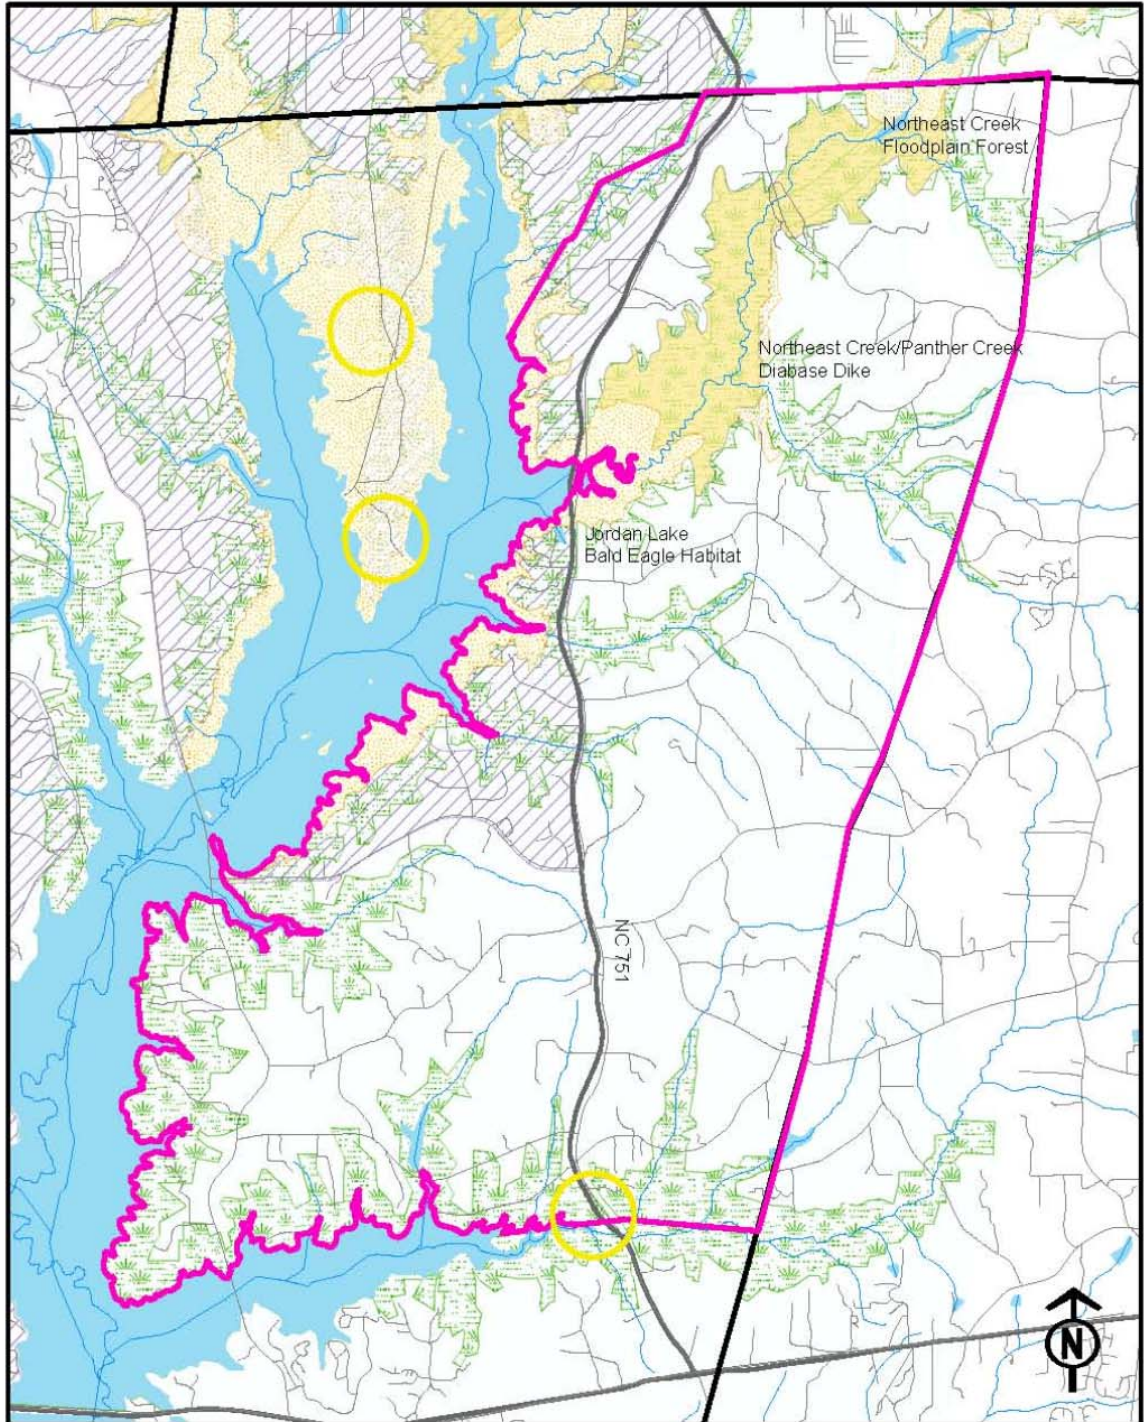 Northeast Creek
Floodplain Forest
Northeast Creek/Panther Creek
Diabase Dike
Jordan Lake
Bald Eagle Habitat
NC 751
N